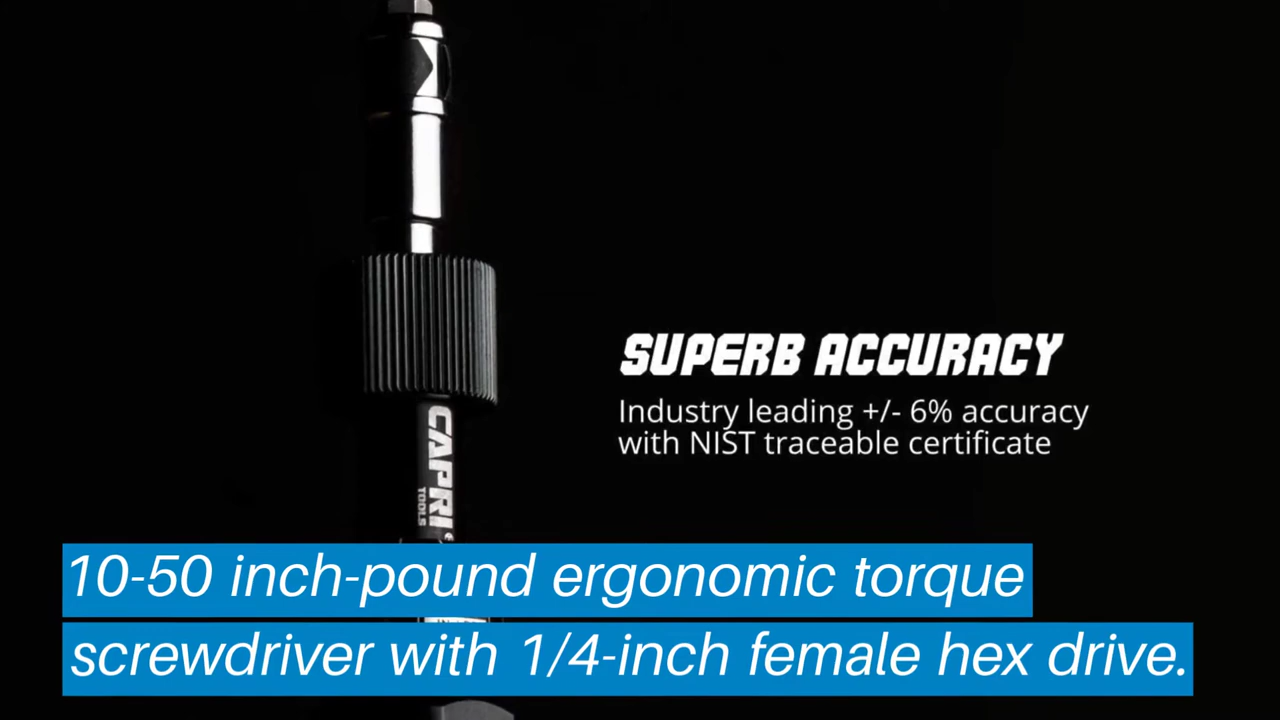 SUPERB ACCURACY
Industry leading +/- 6% accuracy
with NIST traceable certificate
CAPRI
TOOLS
10-50 inch-pound ergonomic torque
screwdriver with 1/4-inch female hex drive.